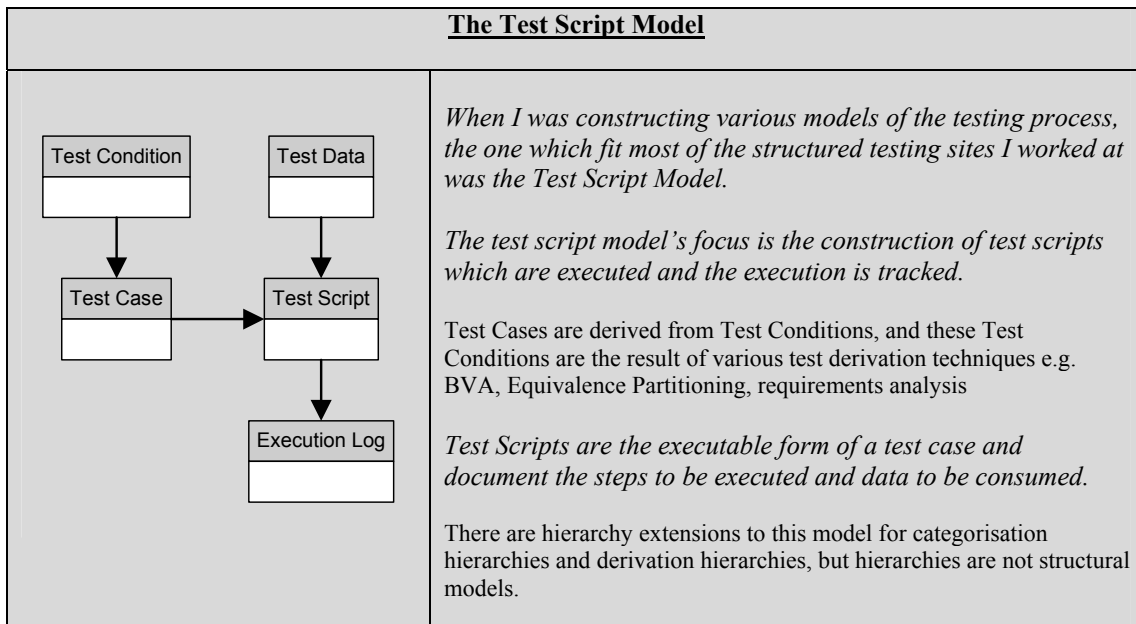 The Test Script Model
Test Condition
Test Data
Test Case
Test Script
Execution Log
When I was constructing various models of the testing process,
the one which fit most of the structured testing sites I worked at
was the Test Script Model.
The test script model’s focus is the construction of test scripts
which are executed and the execution is tracked.
Test Cases are derived from Test Conditions, and these Test
Conditions are the result of various test derivation techniques e.g.
BVA, Equivalence Partitioning, requirements analysis
Test Scripts are the executable form of a test case and
document the steps to be executed and data to be consumed.
There are hierarchy extensions to this model for categorisation
hierarchies and derivation hierarchies, but hierarchies are not structural
models.